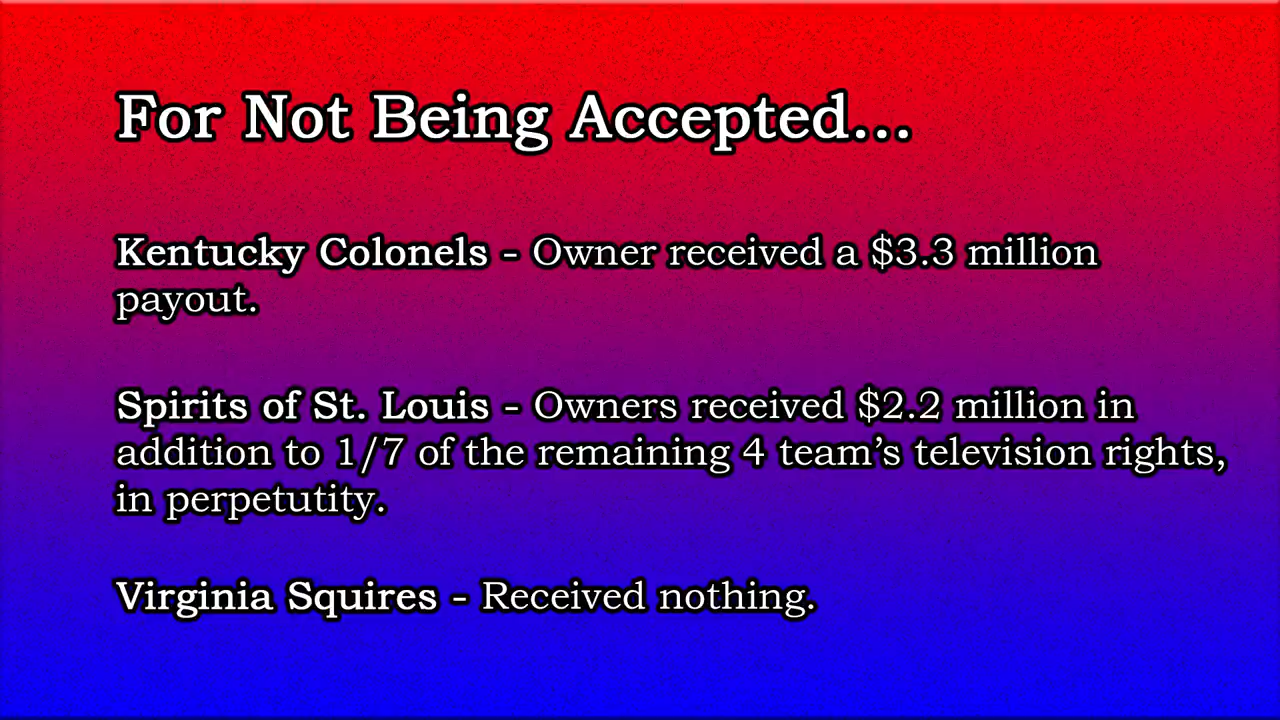 For Not Being Accepted...
Kentucky Colonels - Owner received a $3.3 million
payout.
Spirits of St. Louis - Owners received $2.2 million in
addition to 1/7 of the remaining 4 team’s television rights,
in perpetutity.
Virginia Squires - Received nothing.